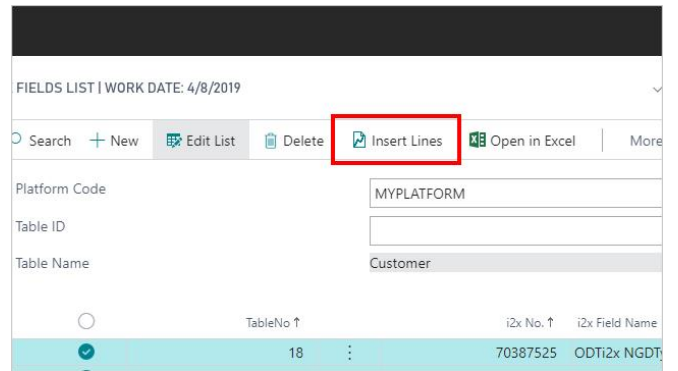 FIELDS LIST | WORK DATE: 4/8/2019
Search New Edit List Delete Insert Lines Open in Excel More
Platform Code MYPLATFORM
Table ID
Table Name Customer
TableNo ↑ i2x No. ↑ i2x Field Name
18 70387525 ODTi2x NGDTy